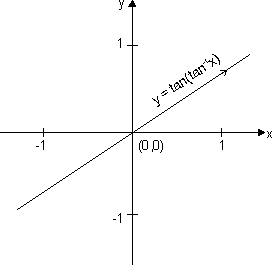 y
1
y = tan(tan⁻¹x)
-1
(0,0)
1
x
-1